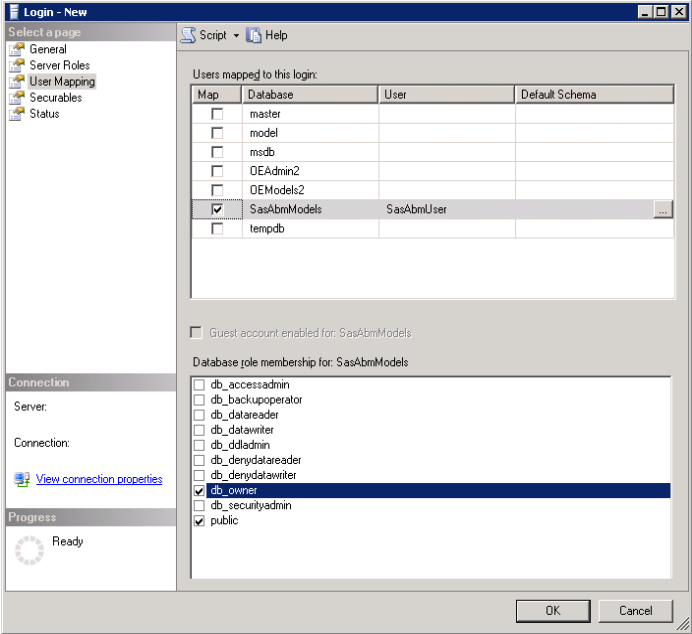 Login - New
Select a page
General
Server Roles
User Mapping
Securables
Status
Script Help
Users mapped to this login:
Map Database User Default Schema
master
model
msdb
OEAdmin2
OEModels2
SasAbmModels SasAbmUser ...
tempdb
Guest account enabled for: SasAbmModels
Database role membership for: SasAbmModels
db_accessadmin
db_backupoperator
db_datareader
db_datawriter
db_ddladmin
db_denydatareader
db_denydatawriter
db_owner
db_securityadmin
public
Connection
Server:
Connection:
View connection properties
Progress
Ready
OK Cancel